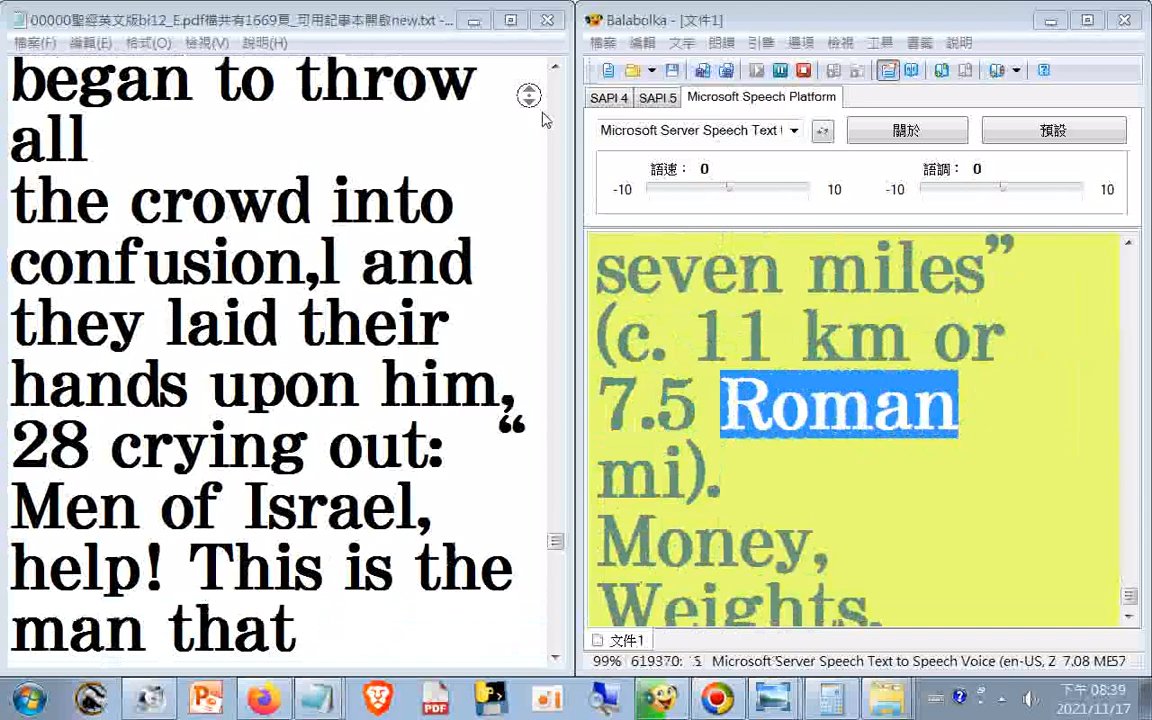 00000聖經英文版bi12_E.pdf檔共有1669頁_可用記事本開啟new.txt -...
檔案(F) 編輯(E) 格式(O) 檢視(V) 說明(H)
began to throw
all
the crowd into
confusion,l and
they laid their
hands upon him,
28 crying out: “
Men of Israel,
help! This is the
man that
Balabolka - [文件1]
檔案 編輯 文字 朗讀 引擎 選項 檢視 工具 書籤 說明
SAPI 4 SAPI 5 Microsoft Speech Platform
Microsoft Server Speech Text 關於 預設
語速： 0 語調： 0
-10 10 -10 10
seven miles”
(c. 11 km or
7.5 Roman
mi).
Money,
Weights,
文件1
99% 619370: Microsoft Server Speech Text to Speech Voice (en-US, Z 7.08 ME57
PDF
下午 08:39
2021/11/17